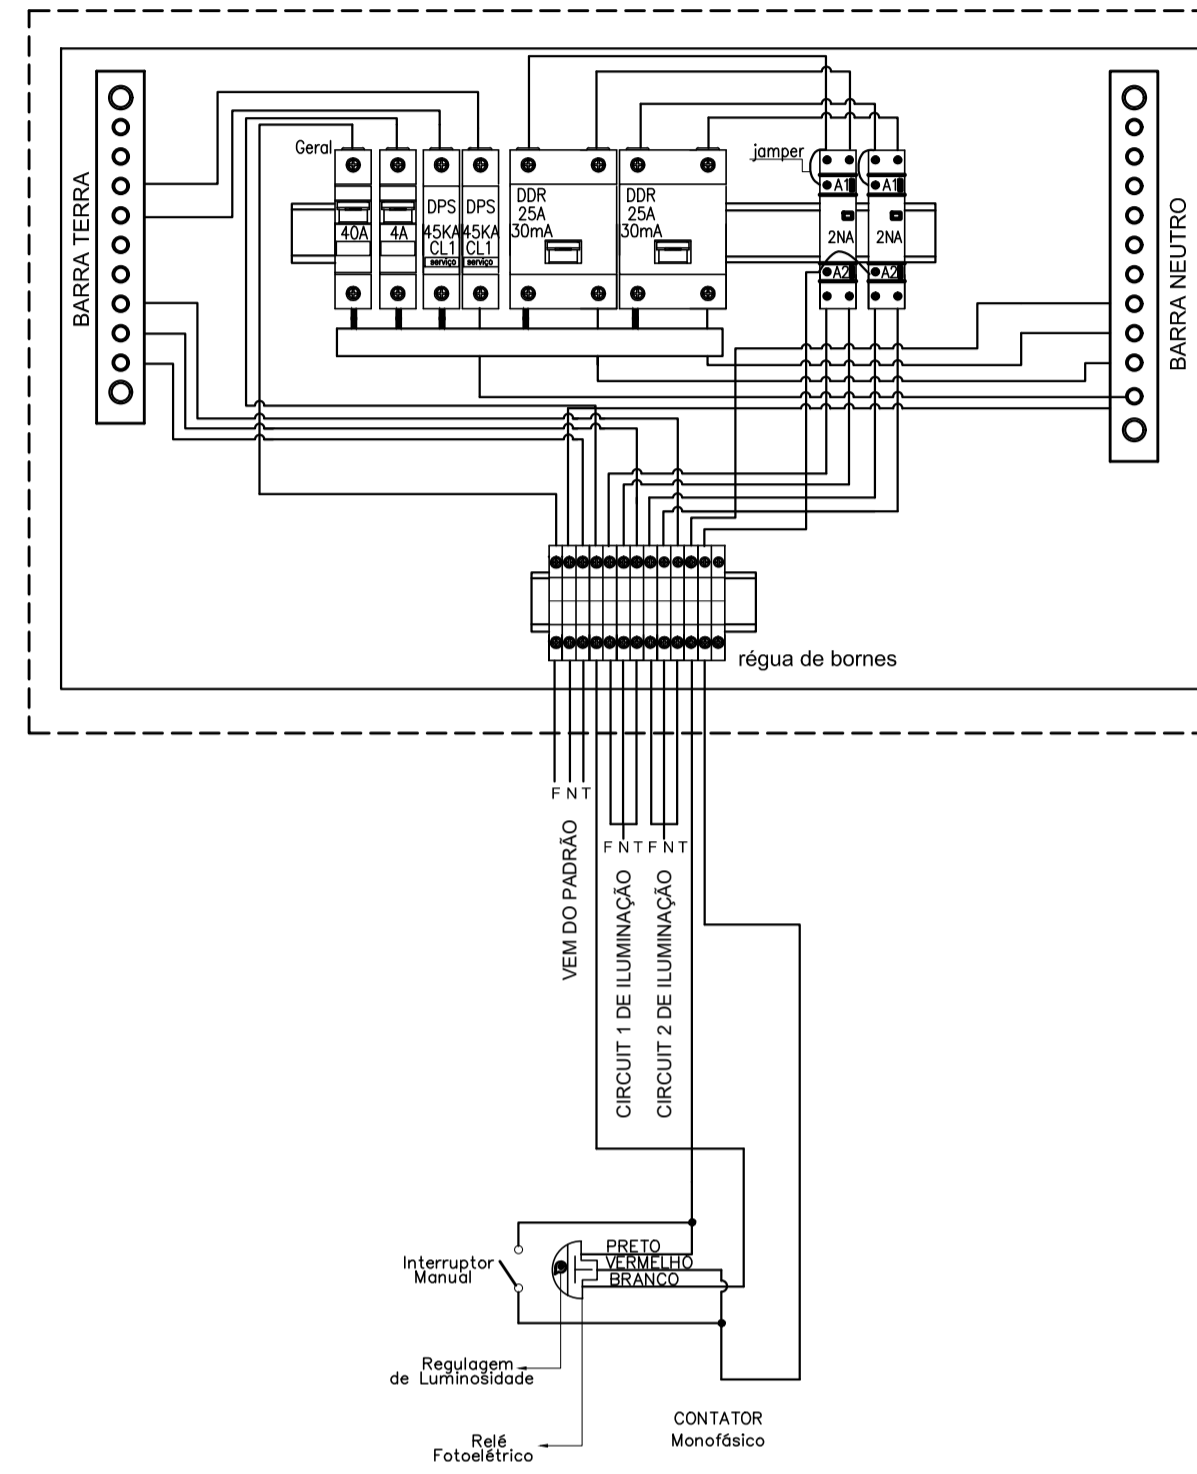 Geral
jamper
BARRA TERRA
BARRA NEUTRO
40A
4A
DPS
45KA
CL1
serviço
DPS
45KA
CL1
serviço
DDR
25A
30mA
DDR
25A
30mA
A1
2NA
A2
A1
2NA
A2
régua de bornes
F N T
VEM DO PADRÃO
F N T F N T
CIRCUIT 1 DE ILUMINAÇÃO
CIRCUIT 2 DE ILUMINAÇÃO
PRETO
VERMELHO
BRANCO
Interruptor
Manual
Regulagem
de Luminosidade
Relé
Fotoelétrico
CONTATOR
Monofásico